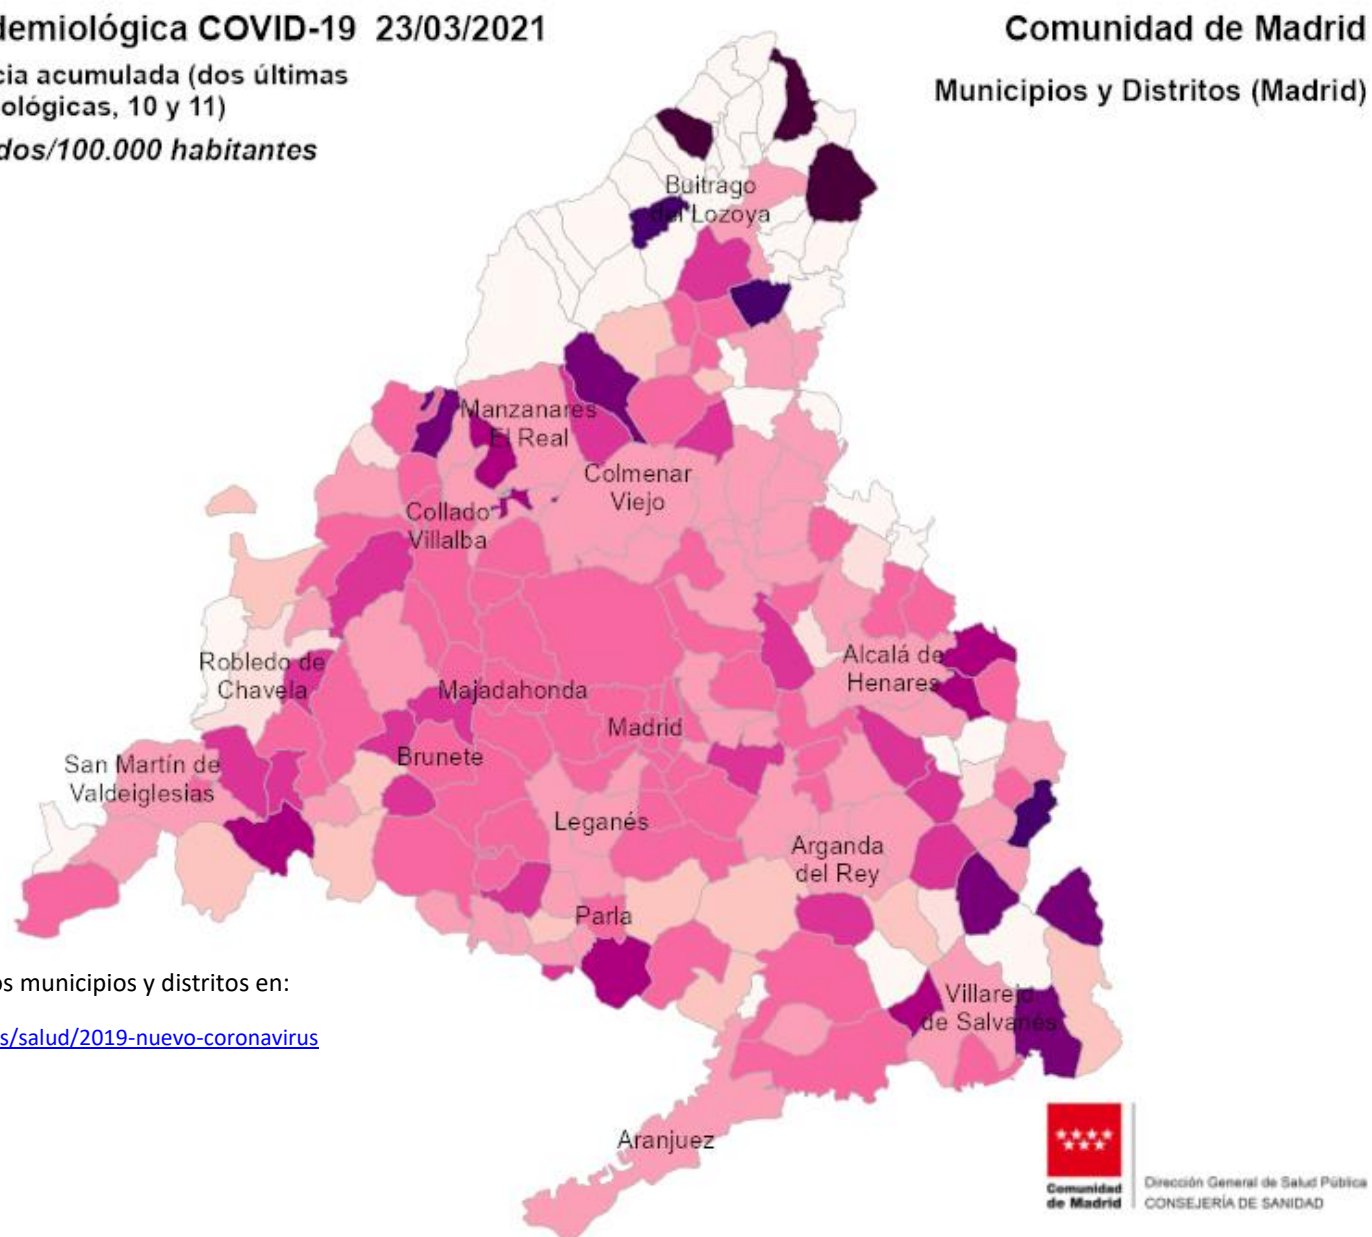 demiológica COVID-19 23/03/2021
cia acumulada (dos últimas
ológicas, 10 y 11)
dos/100.000 habitantes
Comunidad de Madrid
Municipios y Distritos (Madrid)
Buitrago
del Lozoya
Manzanares
El Real
Colmenar
Viejo
Collado
Villalba
Robledo de
Chavela
Majadahonda
Alcalá de
Henares
Madrid
San Martín de
Valdeiglesias
Brunete
Leganés
Arganda
del Rey
Parla
Villarejo
de Salvanés
Aranjuez
os municipios y distritos en:
s/salud/2019-nuevo-coronavirus
Comunidad
de Madrid
Dirección General de Salud Pública
CONSEJERÍA DE SANIDAD